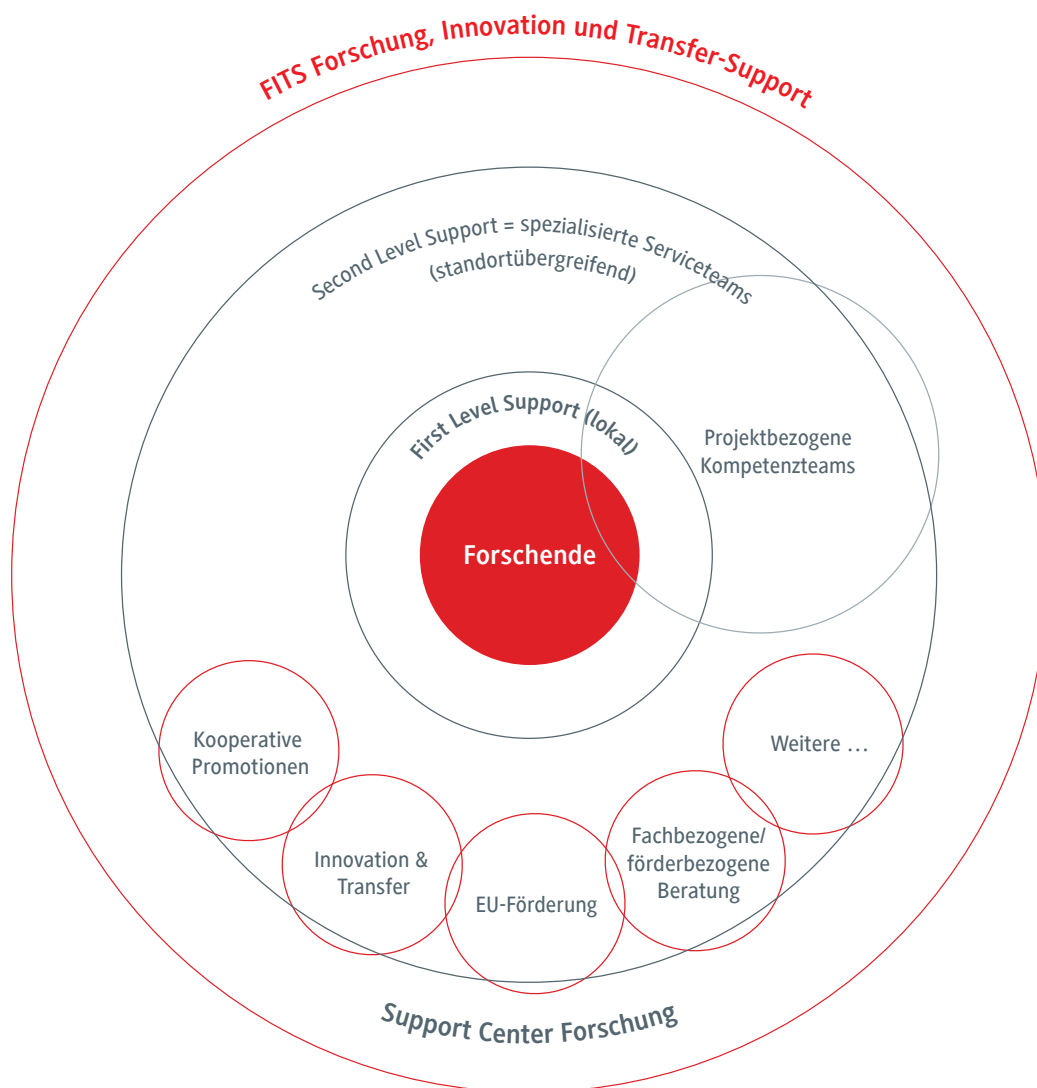 FITS Forschung, Innovation und Transfer-Support
Second Level Support = spezialisierte Serviceteams
(standortübergreifend)
First Level Support (lokal)
Projektbezogene
Kompetenzteams
Forschende
Kooperative
Promotionen
Innovation &
Transfer
EU-Förderung
Fachbezogene/
förderbezogene
Beratung
Weitere …
Support Center Forschung